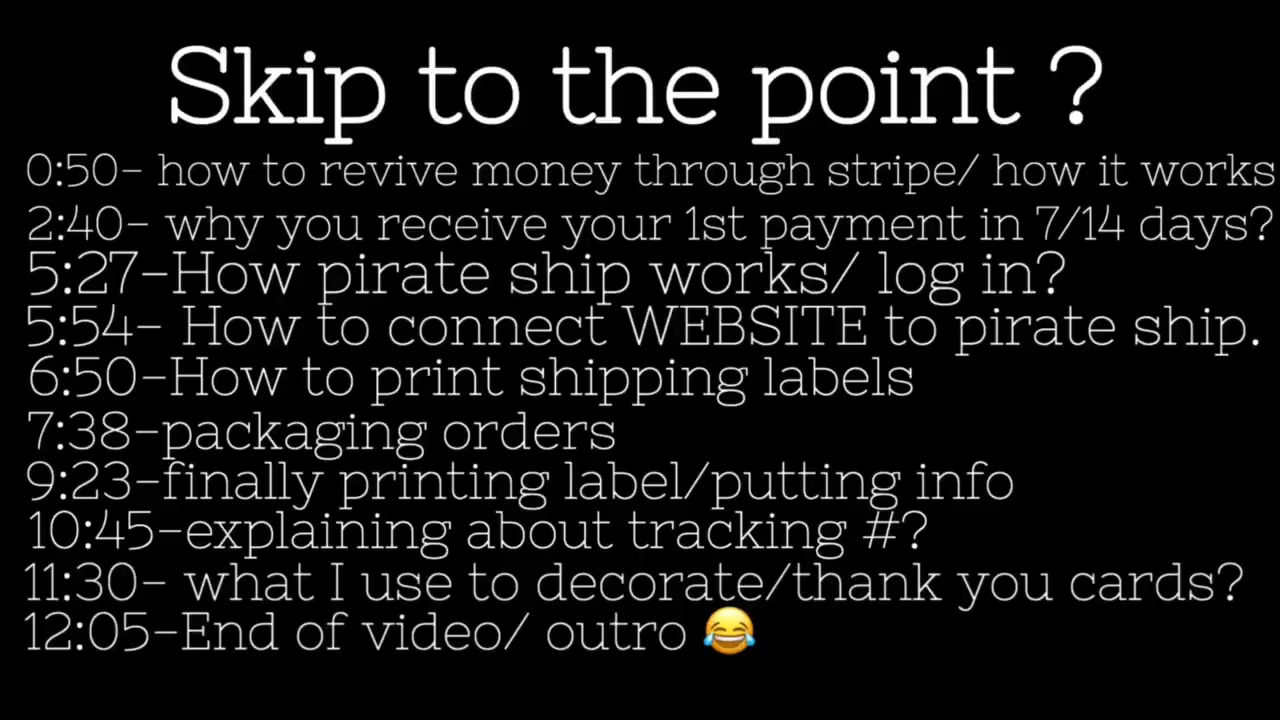 Skip to the point ?
0:50- how to revive money through stripe/ how it works
2:40- why you receive your 1st payment in 7/14 days?
5:27-How pirate ship works/ log in?
5:54- How to connect WEBSITE to pirate ship.
6:50-How to print shipping labels
7:38-packaging orders
9:23-finally printing label/putting info
10:45-explaining about tracking #?
11:30- what I use to decorate/thank you cards?
12:05-End of video/ outro 😂